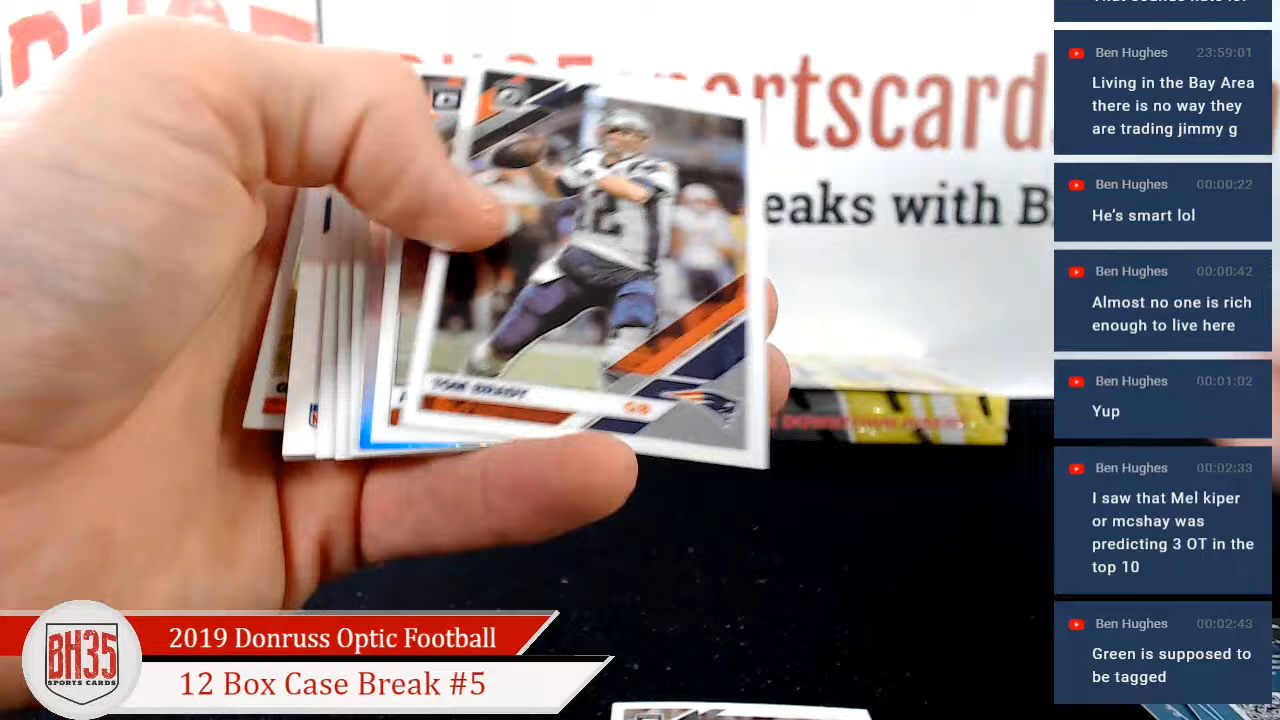 rtscard
eaks with B
12
TOM BRADY
Ben Hughes 23:59:01
Living in the Bay Area
there is no way they
are trading jimmy g
Ben Hughes 00:00:22
He's smart lol
Ben Hughes 00:00:42
Almost no one is rich
enough to live here
Ben Hughes 00:01:02
Yup
Ben Hughes 00:02:33
I saw that Mel kiper
or mcshay was
predicting 3 OT in the
top 10
Ben Hughes 00:02:43
Green is supposed to
be tagged
BH35
SPORTS CARDS
2019 Donruss Optic Football
12 Box Case Break #5